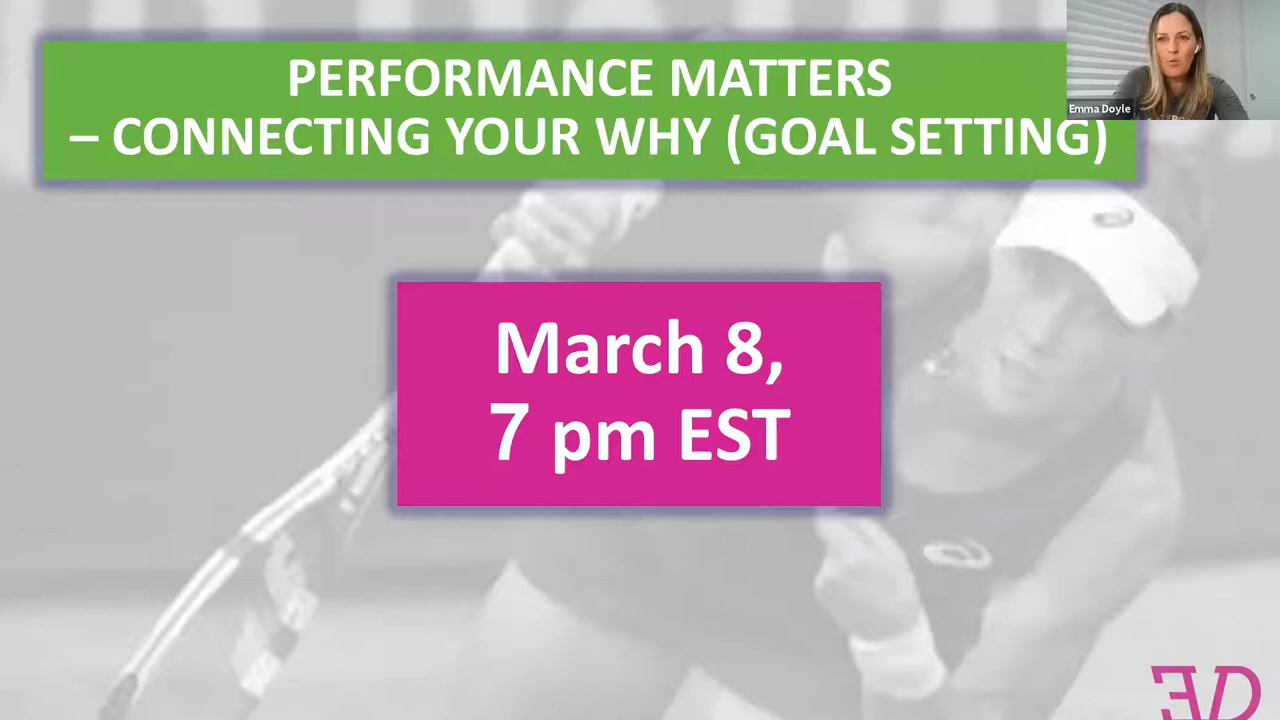 PERFORMANCE MATTERS
– CONNECTING YOUR WHY (GOAL SETTING)
Emma Doyle
March 8,
7 pm EST